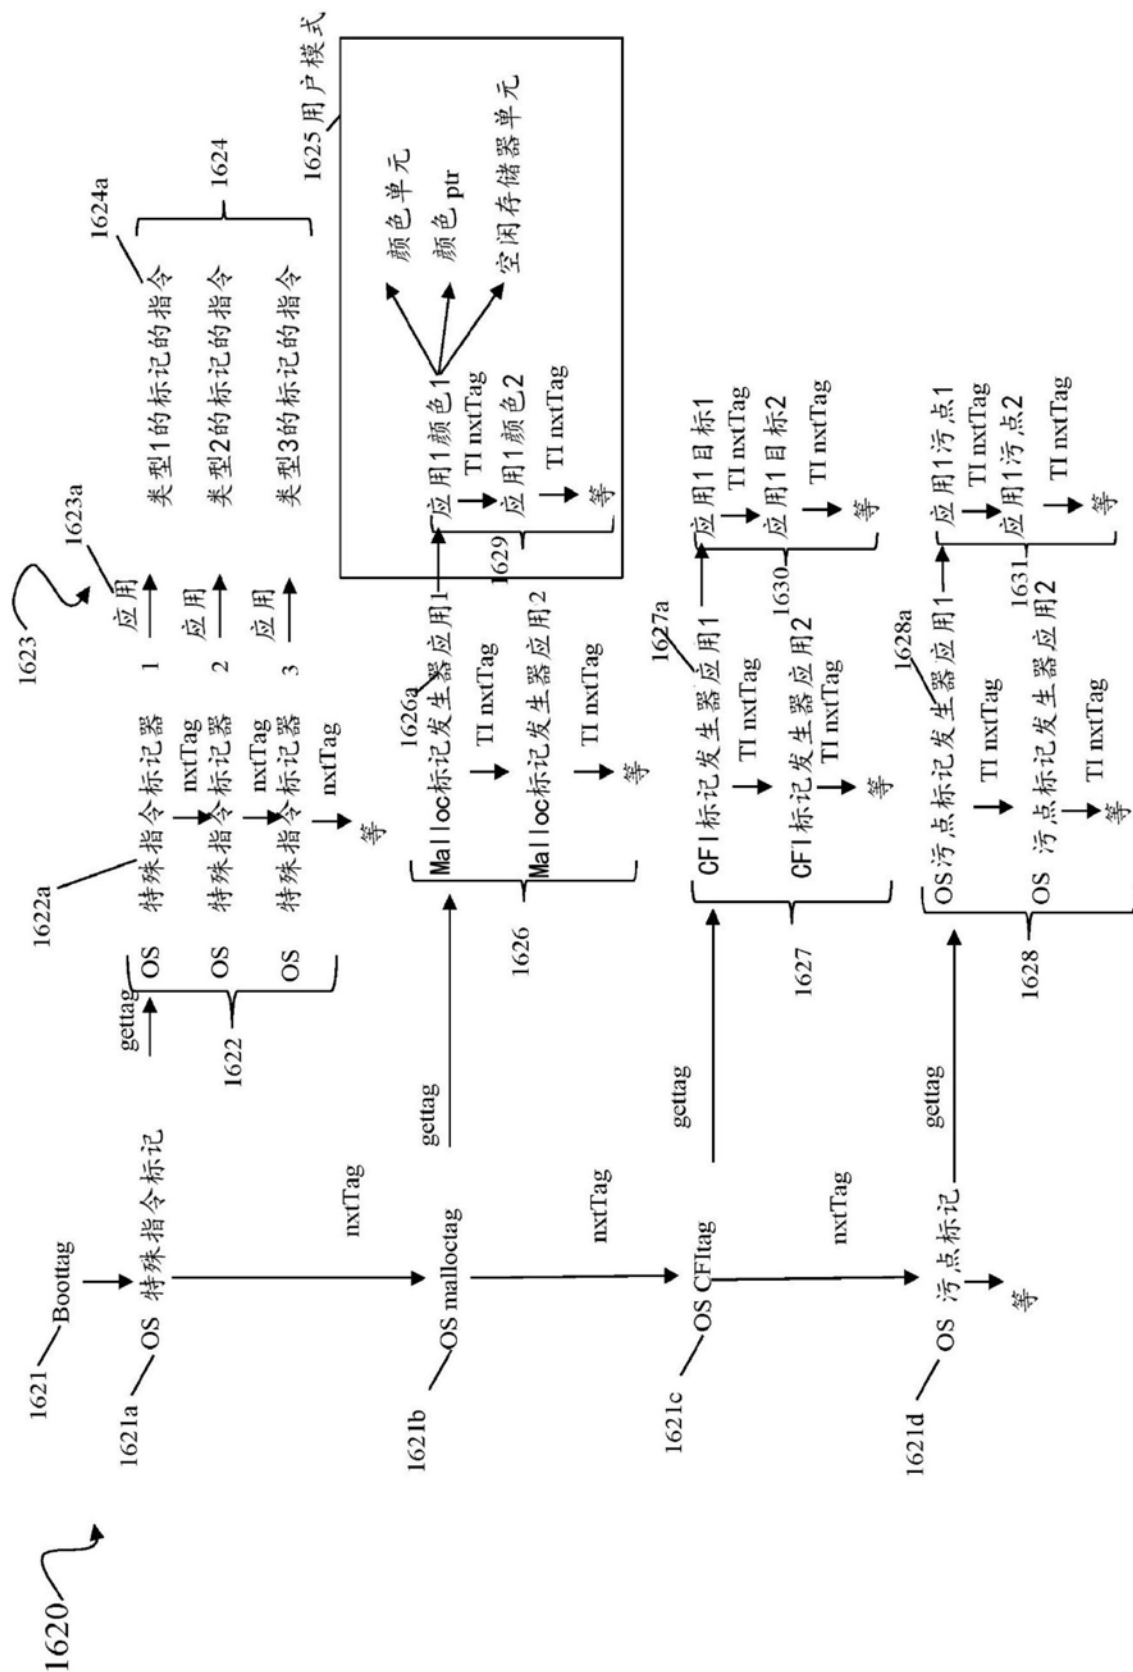 1620
1621
Boottag
1621a
OS 特殊指令标记
gettag
1622
1622a
OS 特殊指令标记器 1
nxtTag
OS 特殊指令标记器 2
nxtTag
OS 特殊指令标记器 3
nxtTag
等
1623
1623a
应用
应用
应用
1624a
类型1的标记的指令
类型2的标记的指令
类型3的标记的指令
1624
1625用户模式
nxtTag
1621b
OS malloctag
gettag
1626
1626a
Malloc标记发生器应用1
TI nxtTag
Malloc标记发生器应用2
TI nxtTag
等
1629
应用1颜色1
TI nxtTag
应用1颜色2
TI nxtTag
等
颜色单元
颜色ptr
空闲存储器单元
nxtTag
1621c
OS CFItag
gettag
1627
1627a
CFI标记发生器应用1
TI nxtTag
CFI标记发生器应用2
TI nxtTag
等
1630
应用1目标1
TI nxtTag
应用1目标2
TI nxtTag
等
nxtTag
1621d
OS 污点标记
等
gettag
1628
1628a
OS污点标记发生器应用1
TI nxtTag
OS 污点标记发生器应用2
TI nxtTag
等
1631
应用1污点1
TI nxtTag
应用1污点2
TI nxtTag
等